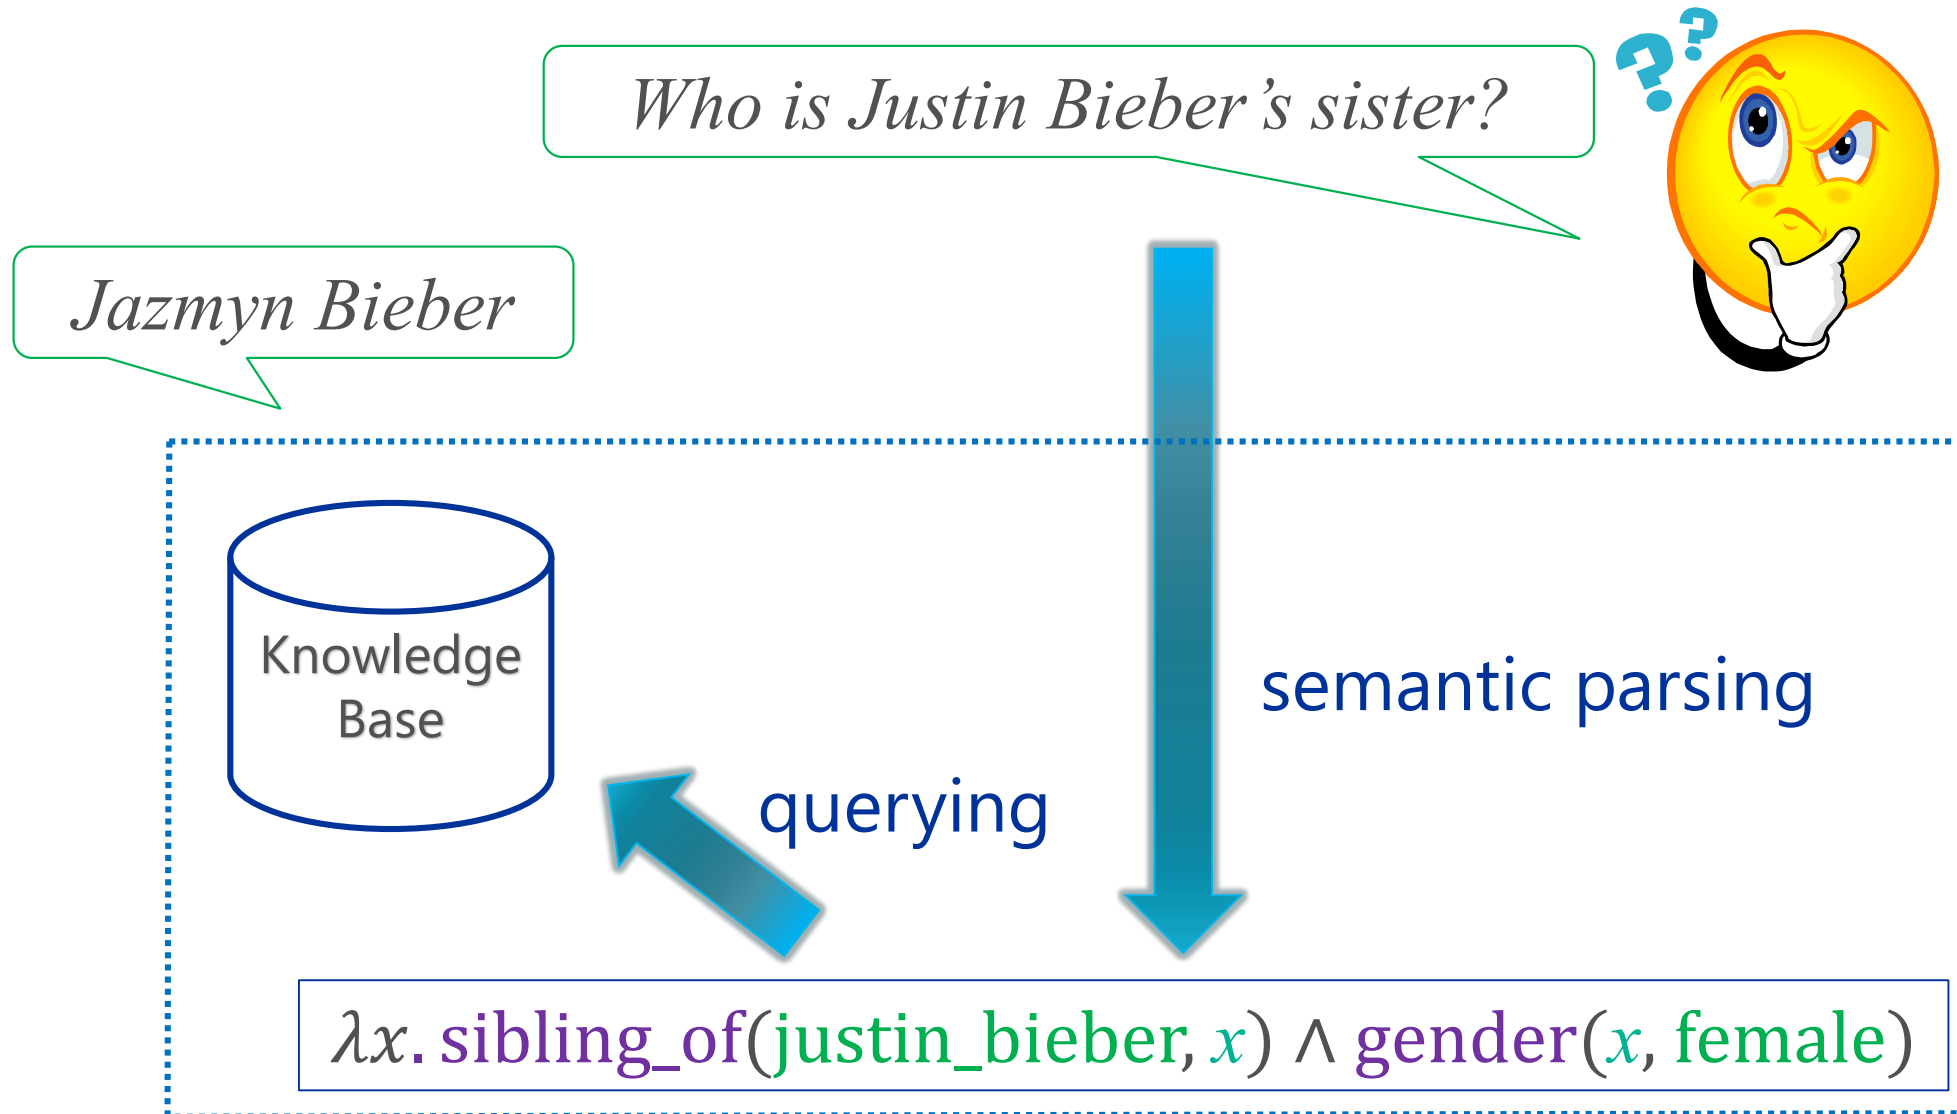 Who is Justin Bieber’s sister?
Jazmyn Bieber
Knowledge
Base
semantic parsing
querying
λx. sibling_of(justin_bieber, x) ∧ gender(x, female)
? ?